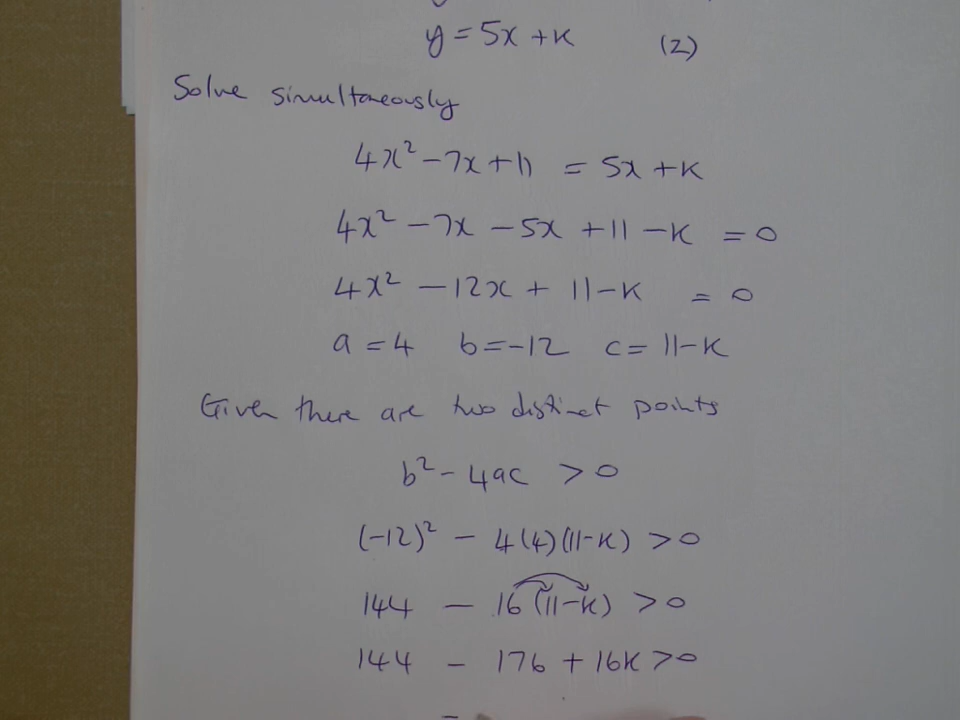 y = 5x + k (2)
Solve simultaneously
4x² - 7x + 11 = 5x + k
4x² - 7x - 5x + 11 - k = 0
4x² - 12x + 11 - k = 0
a = 4 b = -12 c = 11 - k
Given there are two distinct points
b² - 4ac > 0
(-12)² - 4(4)(11-k) > 0
144 - 16(11-k) > 0
144 - 176 + 16k > 0